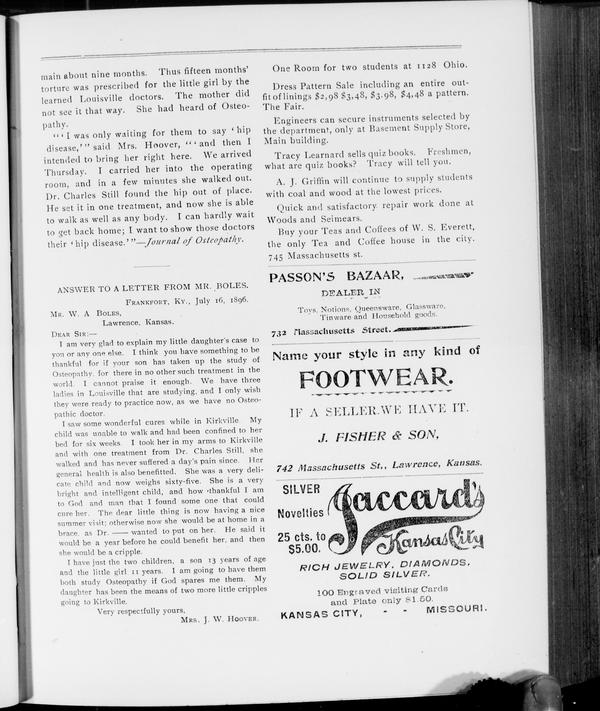 main about nine months. Thus fifteen months'
torture was prescribed for the little girl by the
learned Louisville doctors. The mother did
not see it that way. She had heard of Osteo-
pathy.
"'I was only waiting for them to say 'hip
disease,'" said Mrs. Hoover, "'and then I
intended to bring her right here. We arrived
Thursday. I carried her into the operating
room, and in a few minutes she walked out.
Dr. Charles Still found the hip out of place.
He set it in one treatment, and now she is able
to walk as well as any body. I can hardly wait
to get back home; I want to show those doctors
their 'hip disease.'"—Journal of Osteopathy.
ANSWER TO A LETTER FROM MR. BOLES.
FRANKFORT, KY., July 16, 1896.
MR. W. A BOLES,
Lawrence, Kansas.
DEAR SIR:—
I am very glad to explain my little daughter's case to
you or any one else. I think you have something to be
thankful for if your son has taken up the study of
Osteopathy, for there in no other such treatment in the
world. I cannot praise it enough. We have three
ladies in Louisville that are studying, and I only wish
they were ready to practice now, as we have no Osteo-
pathic doctor.
I saw some wonderful cures while in Kirkville. My
child was unable to walk and had been confined to her
bed for six weeks. I took her in my arms to Kirkville
and with one treatment from Dr. Charles Still, she
walked and has never suffered a day's pain since. Her
general health is also benefitted. She was a very deli-
cate child and now weighs sixty-five. She is a very
bright and intelligent child, and how thankful I am
to God and man that I found some one that could
cure her. The dear little thing is now having a nice
summer visit; otherwise now she would be at home in a
brace, as Dr. —— wanted to put on her. He said it
would be a year before he could benefit her, and then
she would be a cripple.
I have just the two children, a son 13 years of age
and the little girl 11 years. I am going to have them
both study Osteopathy if God spares them. My
daughter has been the means of two more little cripples
going to Kirkville.
Very respectfully yours,
MRS. J. W. HOOVER.
One Room for two students at 1128 Ohio.
Dress Pattern Sale including an entire out-
fit of linings $2,98 $3,48, $3.98, $4,48 a pattern.
The Fair.
Engineers can secure instruments selected by
the department, only at Basement Supply Store,
Main building.
Tracy Learnard sells quiz books. Freshmen,
what are quiz books? Tracy will tell you.
A. J. Griffin will continue to supply students
with coal and wood at the lowest prices.
Quick and satisfactory repair work done at
Woods and Seimears.
Buy your Teas and Coffees of W. S. Everett,
the only Tea and Coffee house in the city.
745 Massachusetts st.
PASSON'S BAZAAR,
DEALER IN
Toys, Notions, Queensware, Glassware,
Tinware and Household goods.
732 Massachusetts Street.
Name your style in any kind of
FOOTWEAR.
IF A SELLER.WE HAVE IT.
J. FISHER & SON,
742 Massachusetts St., Lawrence, Kansas.
SILVER
Novelties
25 cts. to
$5.00.
Jaccard's
Kansas City
RICH JEWELRY, DIAMONDS,
SOLID SILVER.
100 Engraved visiting Cards
and Plate only $1.50.
KANSAS CITY, - - MISSOURI.